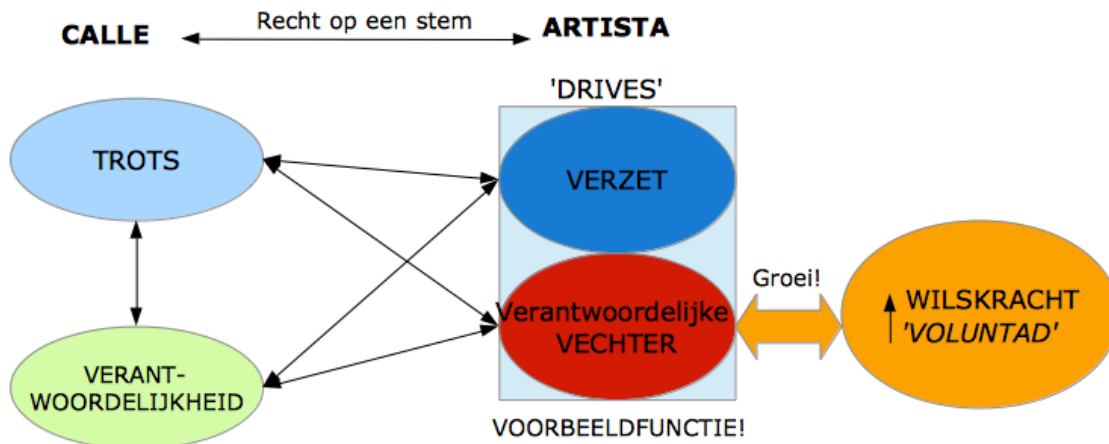 Recht op een stem
CALLE
ARTISTA
'DRIVES'
TROTS
VERZET
Groei!
Verantwoordelijke
VECHTER
WILSKRACHT
'VOLUNTAD'
VERANT-
WOORDELIJKHEID
VOORBEELDFUNCTIE!